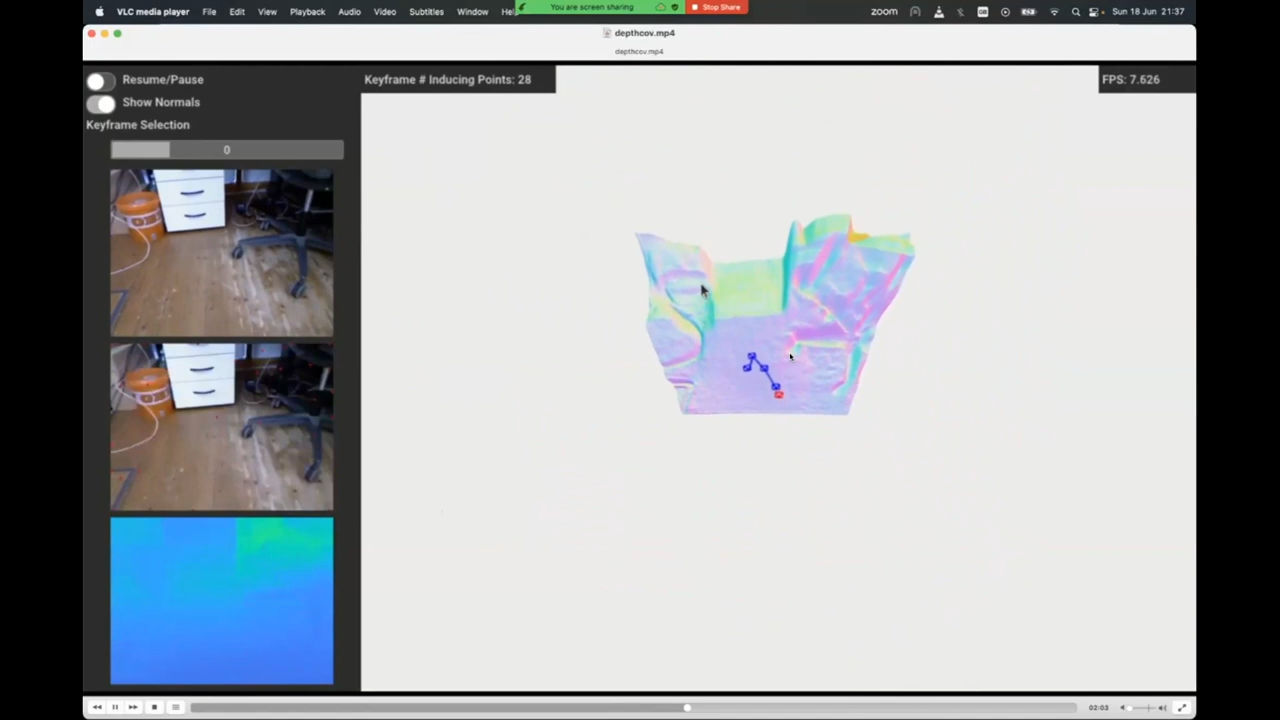 VLC media player File Edit View Playback Audio Video Subtitles Window Hel
You are screen sharing Stop Share
zoom Sun 18 Jun 21:37
depthcov.mp4
depthcov.mp4
Resume/Pause
Show Normals
Keyframe Selection
0
Keyframe # Inducing Points: 28
FPS: 7.626
02:03